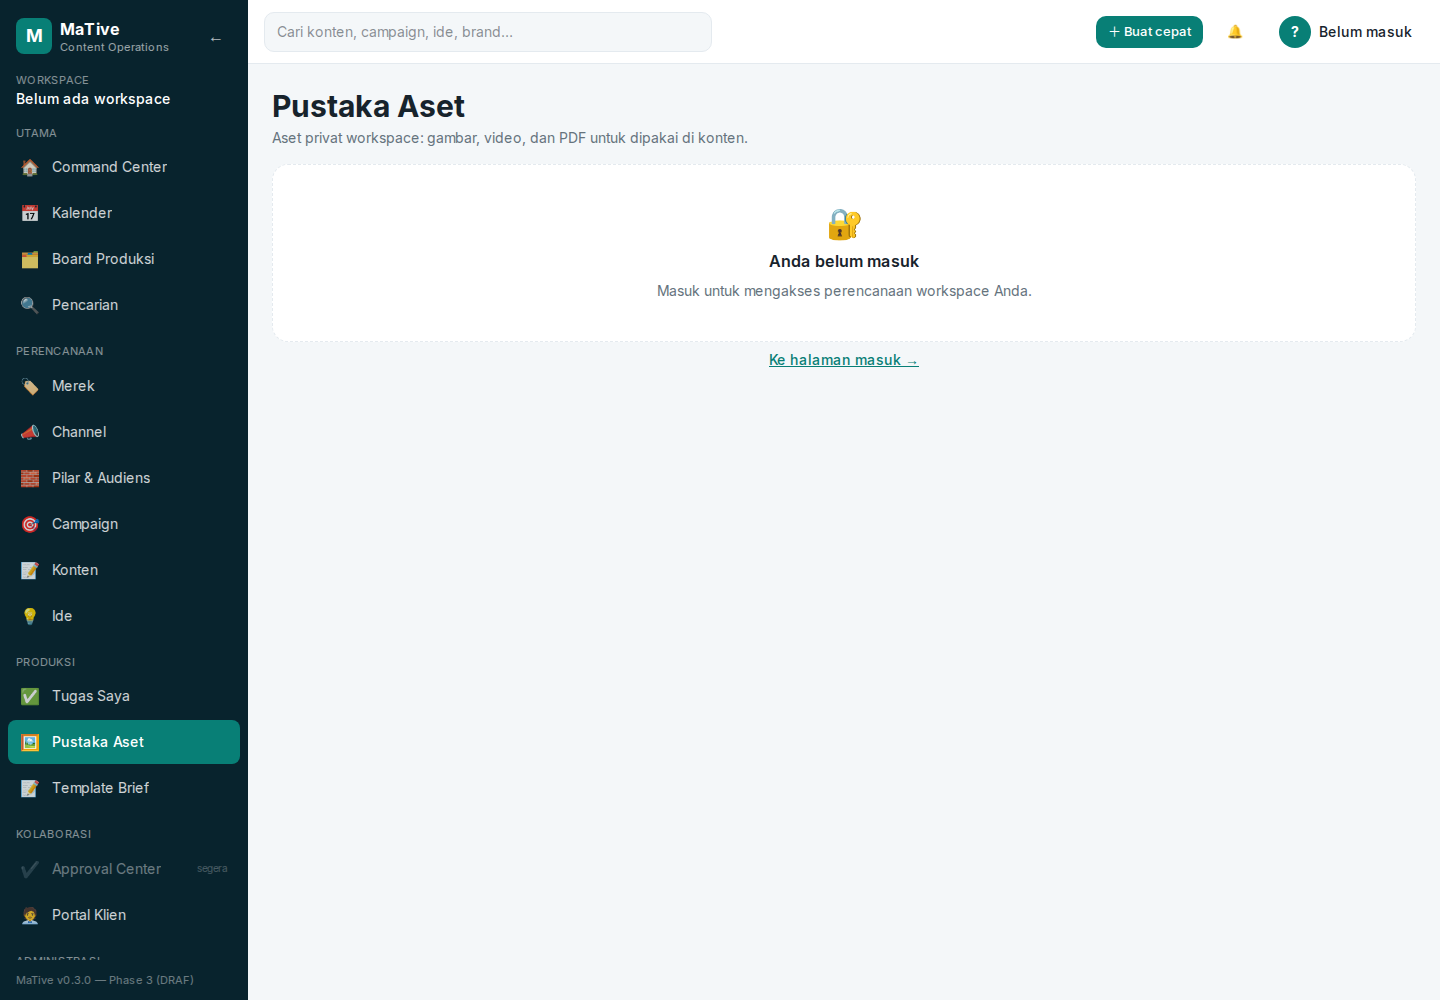 M
MaTive
Content Operations
←
WORKSPACE
Belum ada workspace
UTAMA
Command Center
Kalender
Board Produksi
Pencarian
PERENCANAAN
Merek
Channel
Pilar & Audiens
Campaign
Konten
Ide
PRODUKSI
Tugas Saya
Pustaka Aset
Template Brief
KOLABORASI
Approval Center segera
Portal Klien
ADMINISTRASI
MaTive v0.3.0 — Phase 3 (DRAF)
Cari konten, campaign, ide, brand...
+ Buat cepat
? Belum masuk
Pustaka Aset
Aset privat workspace: gambar, video, dan PDF untuk dipakai di konten.
Anda belum masuk
Masuk untuk mengakses perencanaan workspace Anda.
Ke halaman masuk →